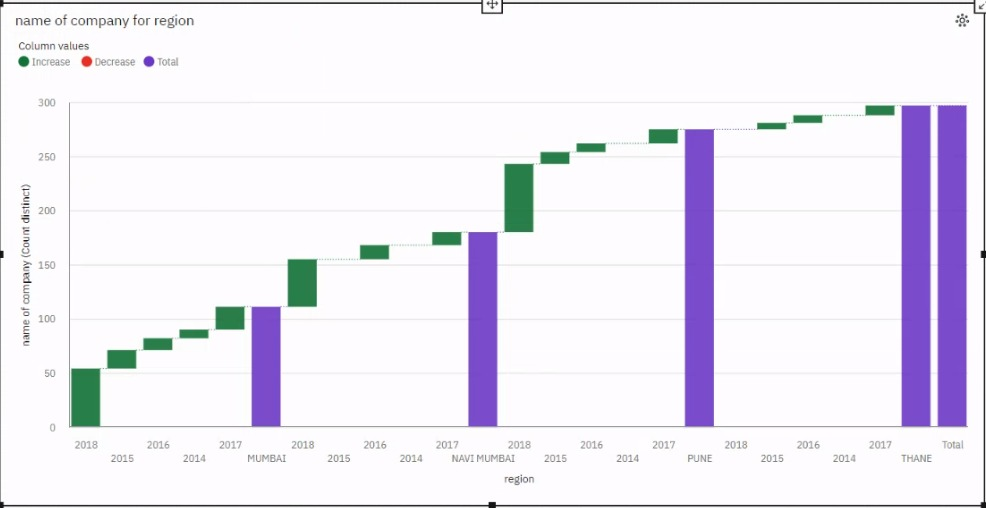 name of company for region
Column values
Increase Decrease Total
name of company (Count distinct)
300
250
200
150
100
50
0
2018 2016 2017 2018 2016 2017 2018 2016 2017 2018 2016 2017 Total
2015 2014 MUMBAI 2015 2014 NAVI MUMBAI 2015 2014 PUNE 2015 2014 THANE
region